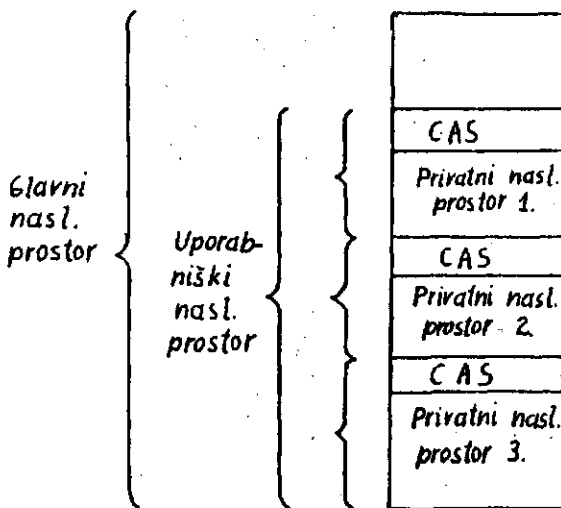 Glavni
nasl.
prostor
Uporab-
niški
nasl.
prostor
CAS
Privatni nasl.
prostor 1.
CAS
Privatni nasl.
prostor 2.
CAS
Privatni nasl.
prostor 3.